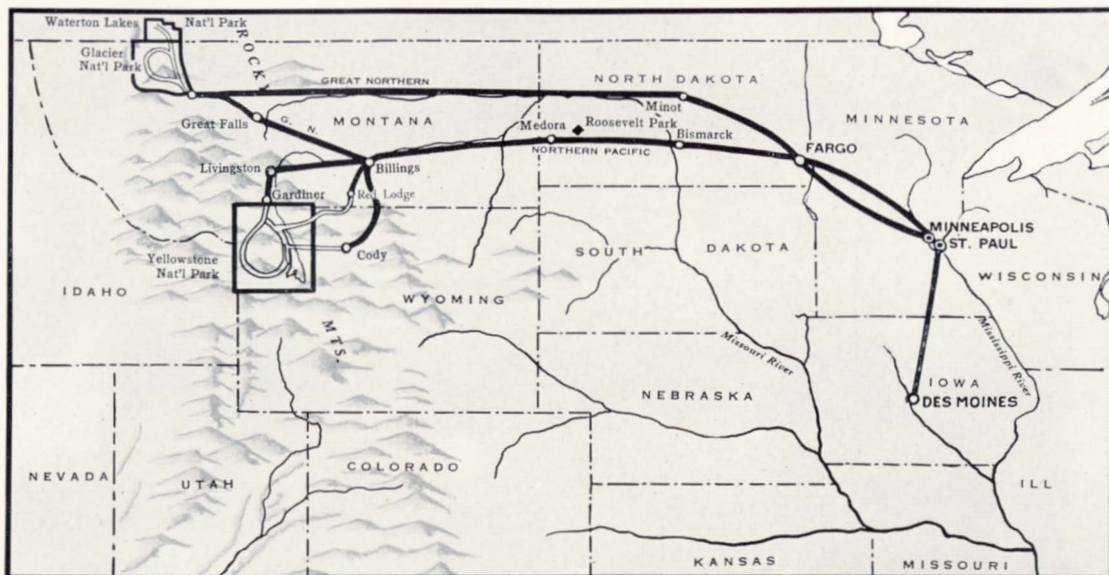 Waterton Lakes Nat'l Park
ROCKY
Glacier
Nat'l Park
GREAT NORTHERN
NORTH DAKOTA
Great Falls
G. N.
MONTANA
Minot
Medora
Roosevelt Park
Bismarck
MINNESOTA
NORTHERN PACIFIC
FARGO
Livingston
Billings
Gardiner
Red Lodge
MINNEAPOLIS
ST. PAUL
SOUTH DAKOTA
Cody
Yellowstone
Nat'l Park
WISCONSIN
IDAHO
WYOMING
MTS.
Missouri River
Mississippi River
NEBRASKA
IOWA
DES MOINES
NEVADA
UTAH
COLORADO
ILL
KANSAS
MISSOURI